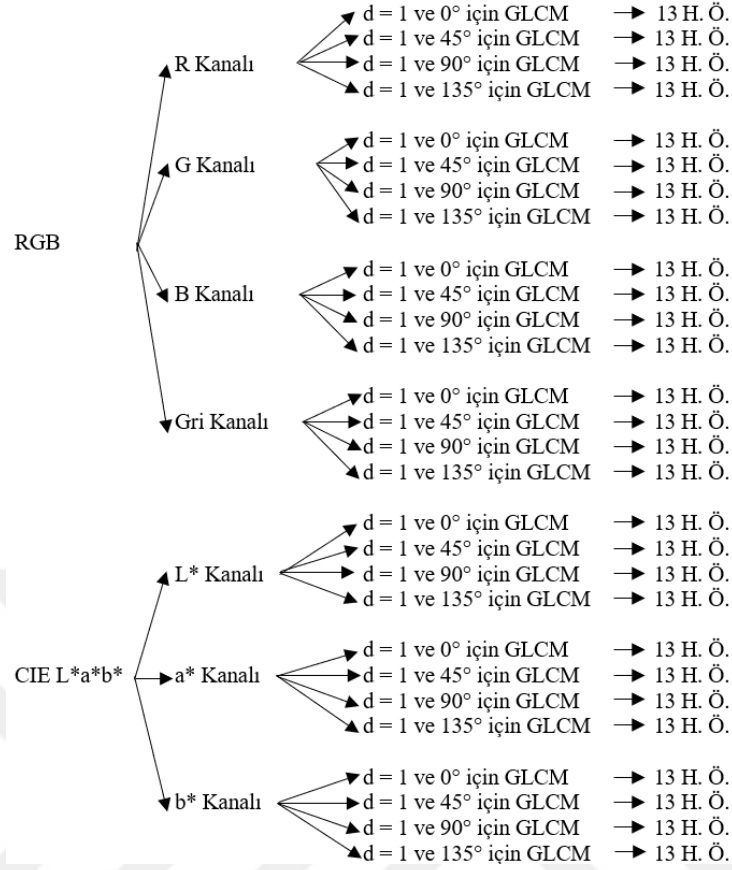 d = 1 ve 0° için GLCM 13 H. Ö.
d = 1 ve 45° için GLCM 13 H. Ö.
R Kanalı d = 1 ve 90° için GLCM 13 H. Ö.
d = 1 ve 135° için GLCM 13 H. Ö.
d = 1 ve 0° için GLCM 13 H. Ö.
G Kanalı d = 1 ve 45° için GLCM 13 H. Ö.
d = 1 ve 90° için GLCM 13 H. Ö.
d = 1 ve 135° için GLCM 13 H. Ö.
RGB
d = 1 ve 0° için GLCM 13 H. Ö.
B Kanalı d = 1 ve 45° için GLCM 13 H. Ö.
d = 1 ve 90° için GLCM 13 H. Ö.
d = 1 ve 135° için GLCM 13 H. Ö.
d = 1 ve 0° için GLCM 13 H. Ö.
Gri Kanalı d = 1 ve 45° için GLCM 13 H. Ö.
d = 1 ve 90° için GLCM 13 H. Ö.
d = 1 ve 135° için GLCM 13 H. Ö.
d = 1 ve 0° için GLCM 13 H. Ö.
d = 1 ve 45° için GLCM 13 H. Ö.
L* Kanalı d = 1 ve 90° için GLCM 13 H. Ö.
d = 1 ve 135° için GLCM 13 H. Ö.
d = 1 ve 0° için GLCM 13 H. Ö.
CIE L*a*b* a* Kanalı d = 1 ve 45° için GLCM 13 H. Ö.
d = 1 ve 90° için GLCM 13 H. Ö.
d = 1 ve 135° için GLCM 13 H. Ö.
d = 1 ve 0° için GLCM 13 H. Ö.
b* Kanalı d = 1 ve 45° için GLCM 13 H. Ö.
d = 1 ve 90° için GLCM 13 H. Ö.
d = 1 ve 135° için GLCM 13 H. Ö.